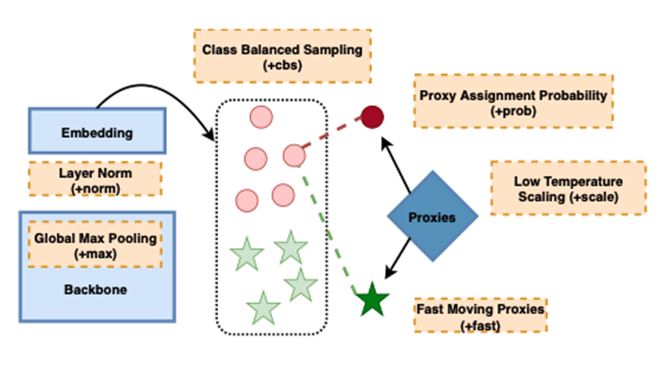 Class Balanced Sampling
(+cbs)
Proxy Assignment Probability
(+prob)
Embedding
Layer Norm
(+norm)
Low Temperature
Scaling (+scale)
Proxies
Global Max Pooling
(+max)
Backbone
Fast Moving Proxies
(+fast)